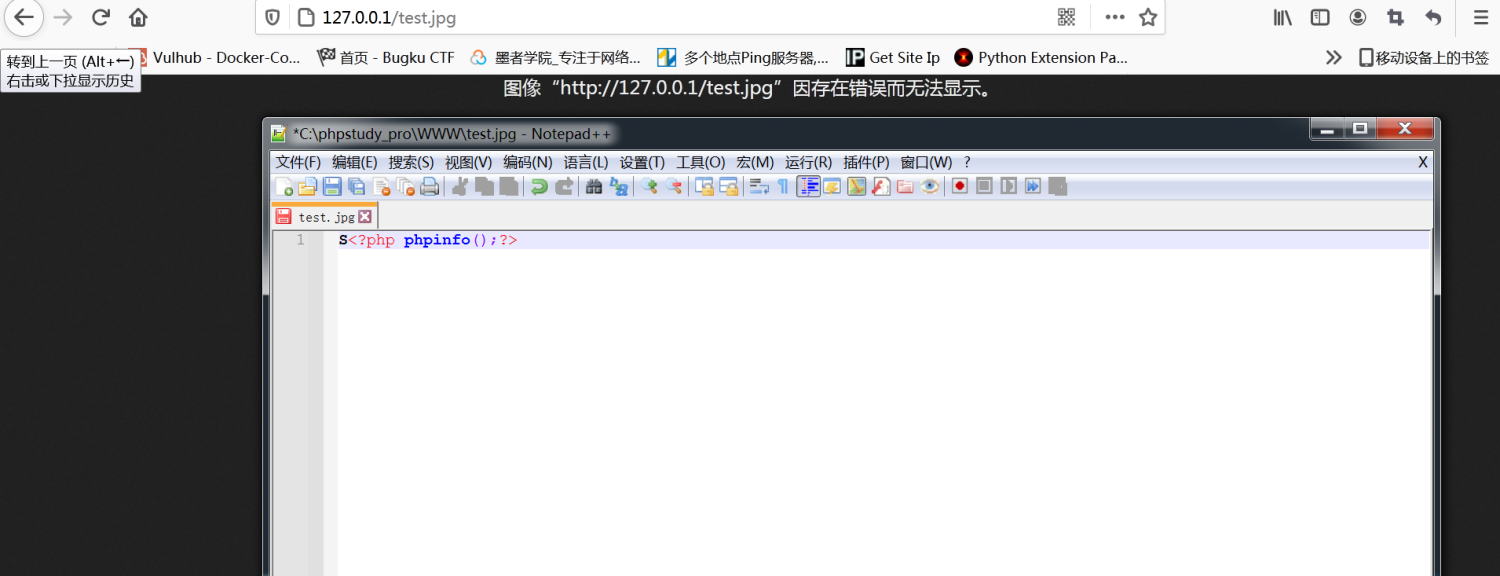 127.0.0.1/test.jpg
转到上一页 (Alt+←)
右击或下拉显示历史
Vulhub - Docker-Co...
首页 - Bugku CTF
墨者学院_专注于网络...
多个地点Ping服务器,...
Get Site Ip
Python Extension Pa...
移动设备上的书签
图像“http://127.0.0.1/test.jpg”因存在错误而无法显示。
*C:\phpstudy_pro\WWW\test.jpg - Notepad++
文件(F) 编辑(E) 搜索(S) 视图(V) 编码(N) 语言(L) 设置(T) 工具(O) 宏(M) 运行(R) 插件(P) 窗口(W) ? X
test.jpg
1 S<?php phpinfo();?>